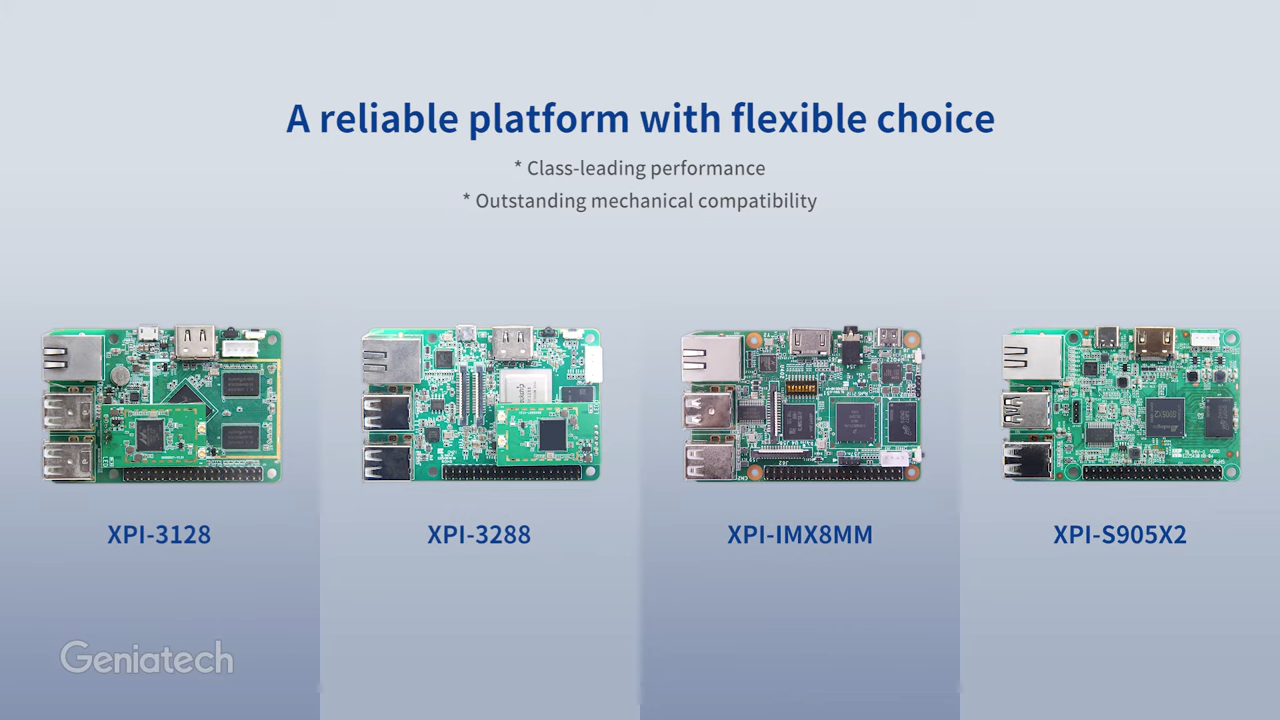 A reliable platform with flexible choice
* Class-leading performance
* Outstanding mechanical compatibility
S905X2
XPI-3128
XPI-3288
XPI-IMX8MM
XPI-S905X2
Geniatech